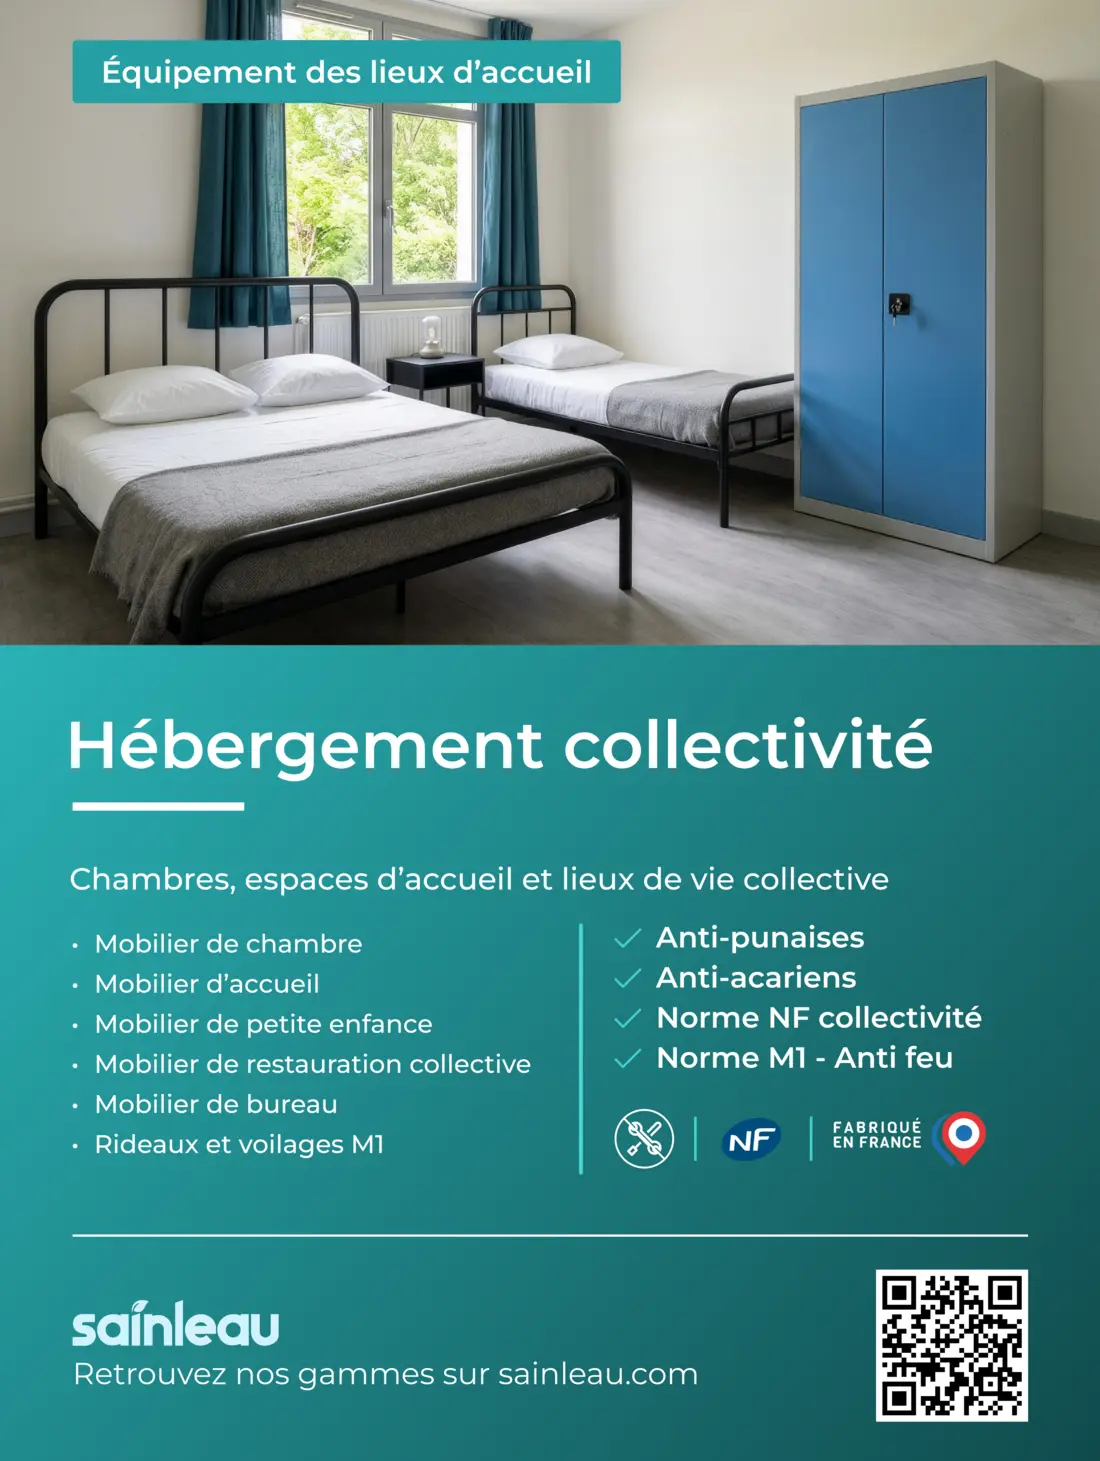 Équipement des lieux d’accueil
Hébergement collectivité
Chambres, espaces d’accueil et lieux de vie collective
• Mobilier de chambre
• Mobilier d’accueil
• Mobilier de petite enfance
• Mobilier de restauration collective
• Mobilier de bureau
• Rideaux et voilages M1
Anti-punaises
Anti-acariens
Norme NF collectivité
Norme M1 - Anti feu
NF
FABRIQUÉ
EN FRANCE
sainleau
Retrouvez nos gammes sur sainleau.com